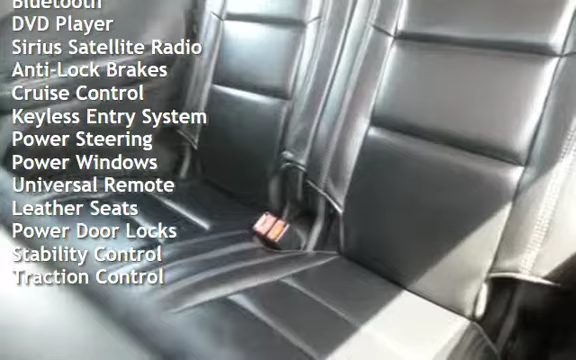 Bluetooth
DVD Player
Sirius Satellite Radio
Anti-Lock Brakes
Cruise Control
Keyless Entry System
Power Steering
Power Windows
Universal Remote
Leather Seats
Power Door Locks
Stability Control
Traction Control